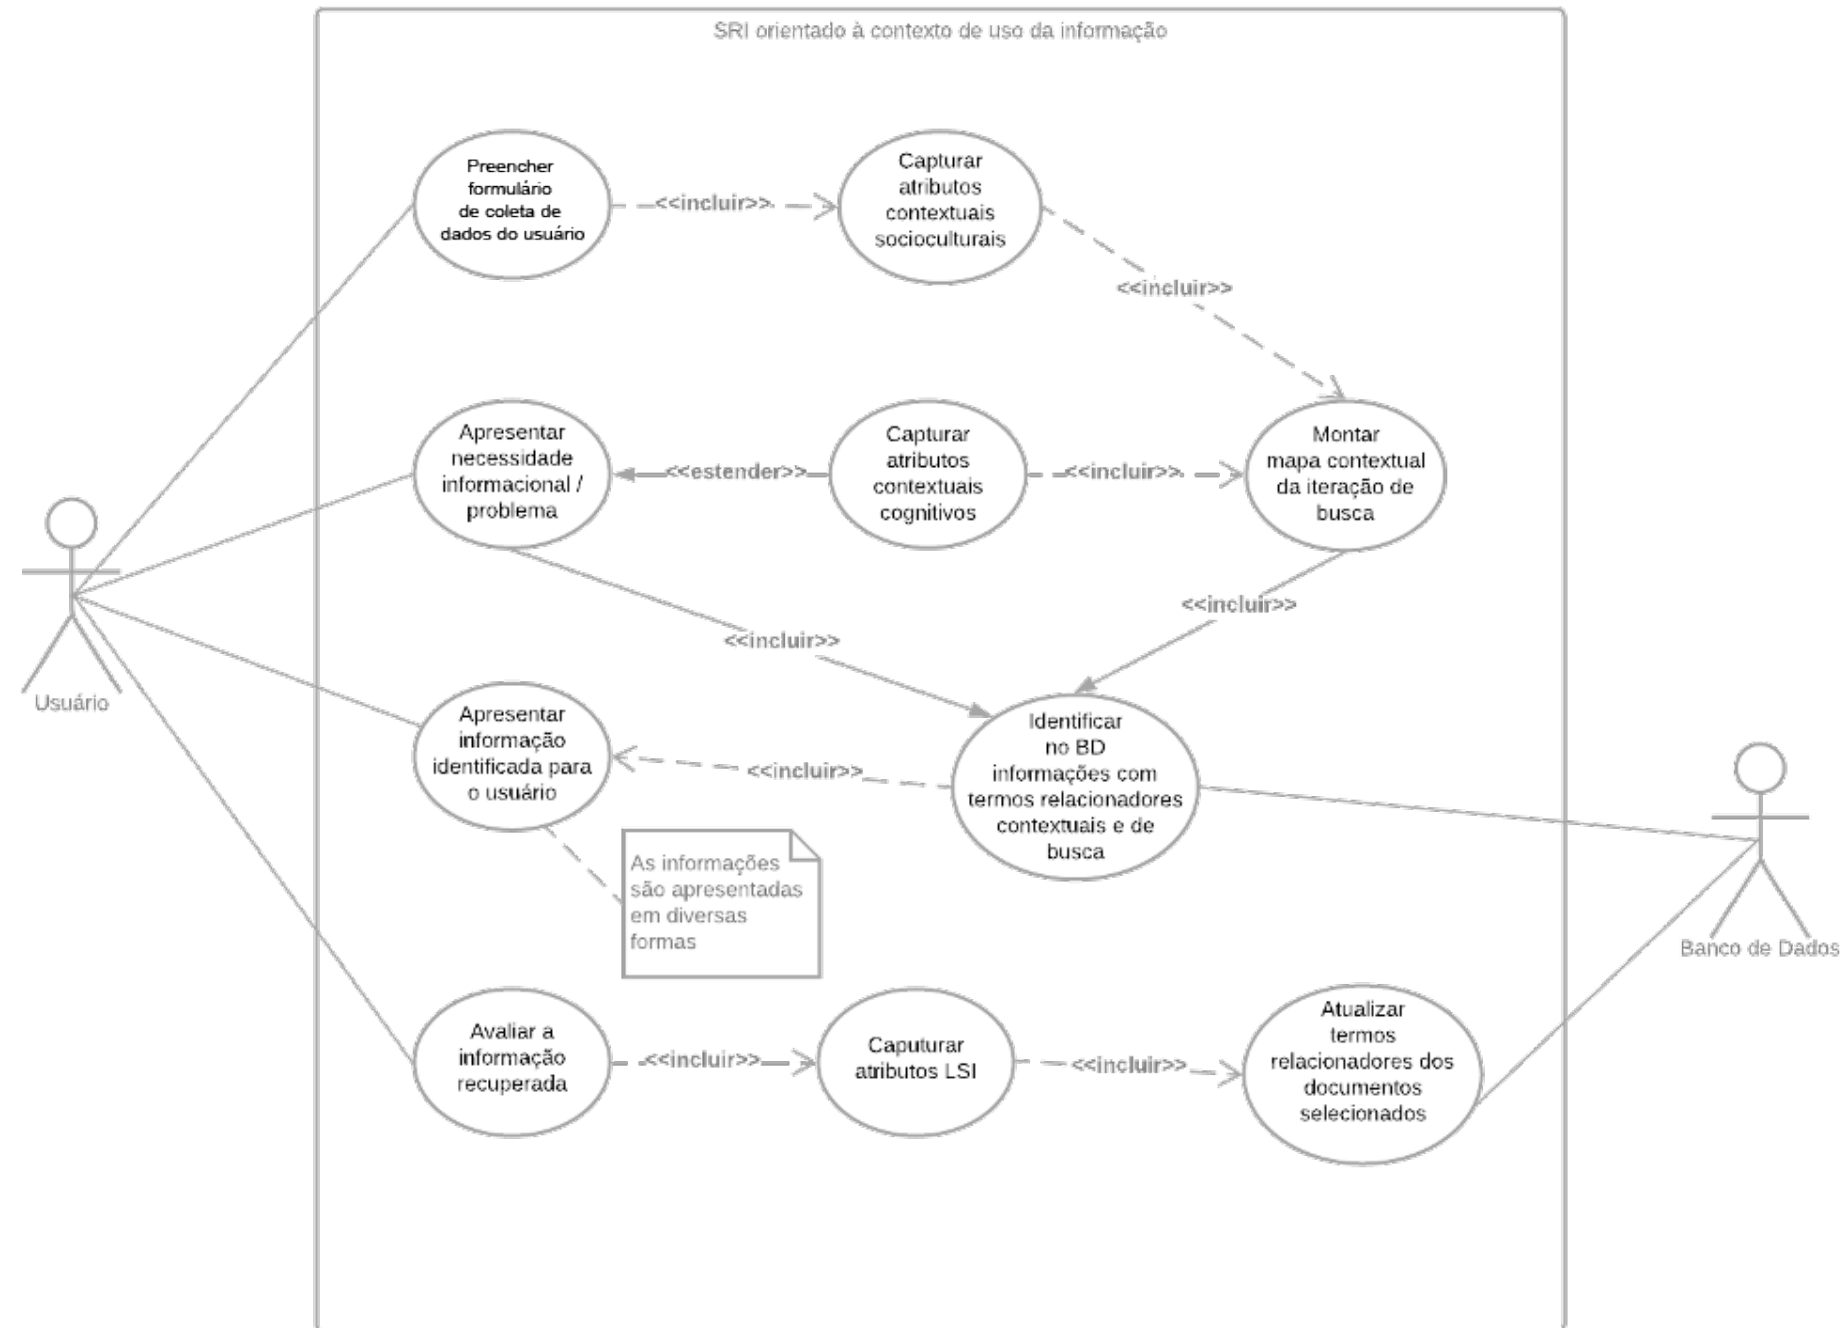 SRI orientado à contexto de uso da informação
Preencher
formulário
de coleta de
dados do usuário
<<incluir>>
Capturar
atributos
contextuais
socioculturais
<<incluir>>
Apresentar
necessidade
informacional /
problema
<<estender>>
Capturar
atributos
contextuais
cognitivos
<<incluir>>
Montar
mapa contextual
da iteração de
busca
<<incluir>>
<<incluir>>
Usuário
Apresentar
informação
identificada para
o usuário
<<incluir>>
Identificar
no BD
informações com
termos relacionadores
contextuais e de
busca
As informações
são apresentadas
em diversas
formas
Banco de Dados
Avaliar a
informação
recuperada
<<incluir>>
Caputurar
atributos LSI
<<incluir>>
Atualizar
termos
relacionadores dos
documentos
selecionados